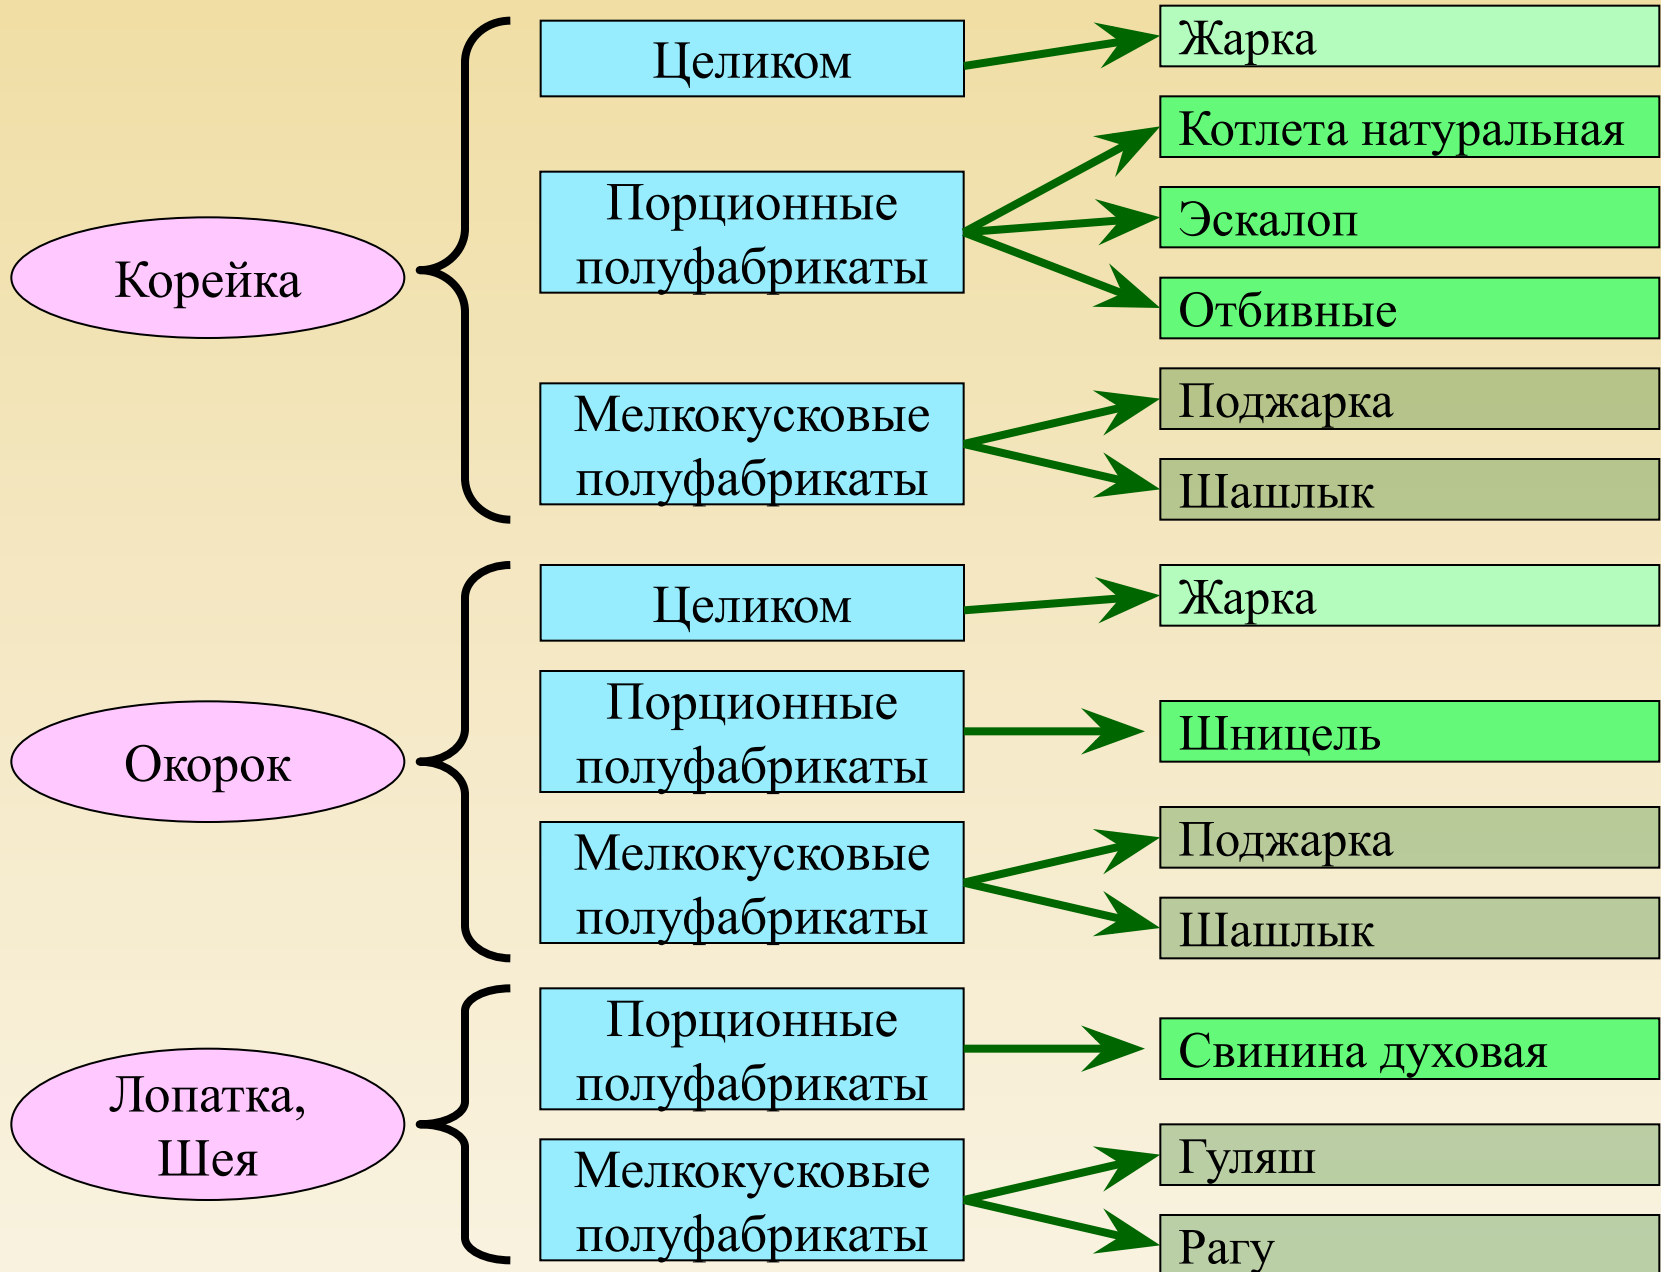 Корейка
Целиком
Жарка
Порционные
полуфабрикаты
Котлета натуральная
Эскалоп
Отбивные
Мелкокусковые
полуфабрикаты
Поджарка
Шашлык
Окорок
Целиком
Жарка
Порционные
полуфабрикаты
Шницель
Мелкокусковые
полуфабрикаты
Поджарка
Шашлык
Лопатка,
Шея
Порционные
полуфабрикаты
Свинина духовая
Мелкокусковые
полуфабрикаты
Гуляш
Рагу